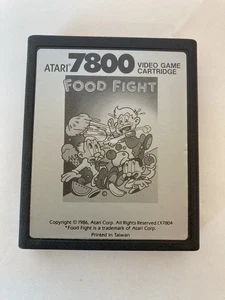 ATARI 7800 VIDEO GAME
CARTRIDGE
FOOD FIGHT
Copyright © 1986, Atari Corp. All Rights Reserved. CX7804
*Food Fight is a trademark of Atari Corp.
Printed in Taiwan